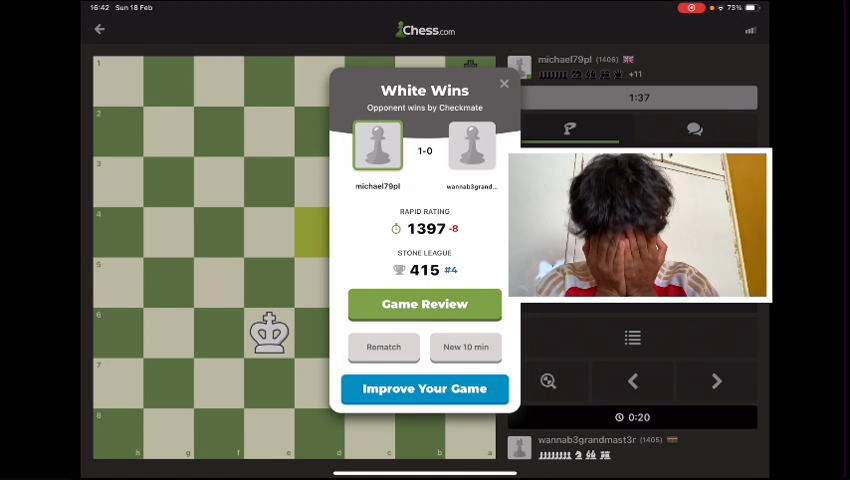 16:42 Sun 18 Feb
73%
Chess.com
michael79pl (1406)
+11
1:37
White Wins
Opponent wins by Checkmate
1-0
michael79pl
wannab3grand...
RAPID RATING
1397 -8
STONE LEAGUE
415 #4
Game Review
Rematch
New 10 min
Improve Your Game
0:20
wannab3grandmast3r (1405)
1
2
3
4
5
6
7
8
h g f e d c b a